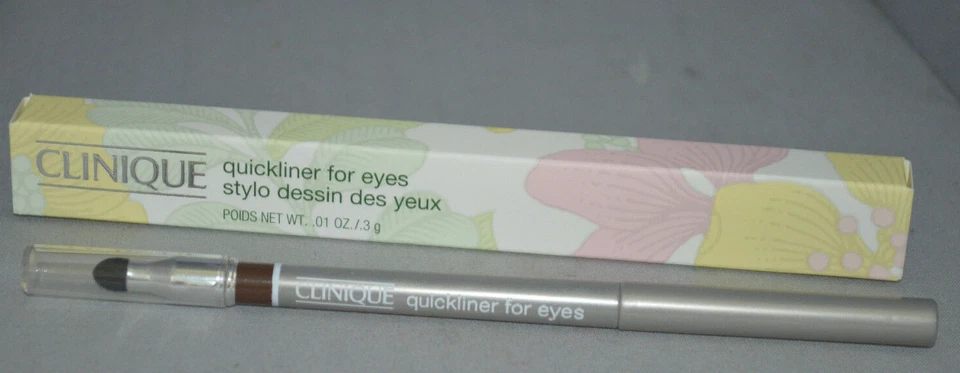 CLINIQUE
quickliner for eyes
stylo dessin des yeux
POIDS NET WT. .01 OZ./.3 g
CLINIQUE quickliner for eyes